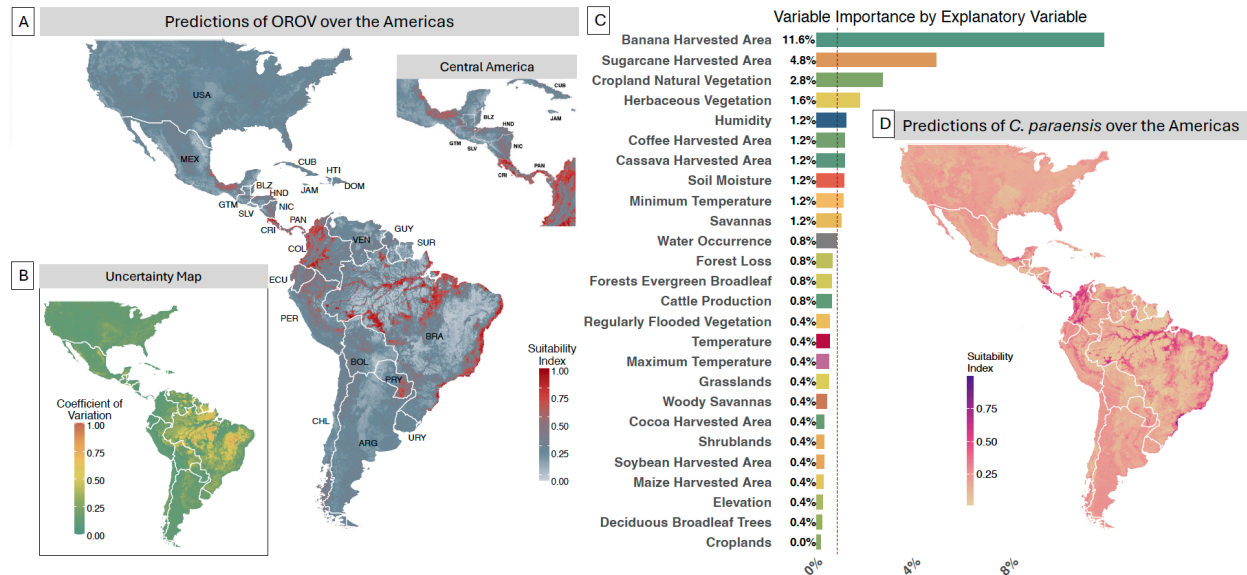 A
Predictions of OROV over the Americas
USA
MEX
CUB
HTI
BLZ
JAM
DOM
HND
GTM
NIC
SLV
PAN
CRI
GUY
VEN
SUR
COL
ECU
PER
BRA
BOL
PRY
CHL
URY
ARG
Central America
CUB
BLZ
JAM
HND
GTM
NIC
SLV
PAN
CRI
Suitability
Index
1.00
0.75
0.50
0.25
0.00
B
Uncertainty Map
Coefficient of
Variation
1.00
0.75
0.50
0.25
0.00
C
Variable Importance by Explanatory Variable
Banana Harvested Area 11.6%
Sugarcane Harvested Area 4.8%
Cropland Natural Vegetation 2.8%
Herbaceous Vegetation 1.6%
Humidity 1.2%
Coffee Harvested Area 1.2%
Cassava Harvested Area 1.2%
Soil Moisture 1.2%
Minimum Temperature 1.2%
Savannas 1.2%
Water Occurrence 0.8%
Forest Loss 0.8%
Forests Evergreen Broadleaf 0.8%
Cattle Production 0.8%
Regularly Flooded Vegetation 0.4%
Temperature 0.4%
Maximum Temperature 0.4%
Grasslands 0.4%
Woody Savannas 0.4%
Cocoa Harvested Area 0.4%
Shrublands 0.4%
Soybean Harvested Area 0.4%
Maize Harvested Area 0.4%
Elevation 0.4%
Deciduous Broadleaf Trees 0.4%
Croplands 0.0%
0%
4%
8%
D
Predictions of C. paraensis over the Americas
Suitability
Index
0.75
0.50
0.25